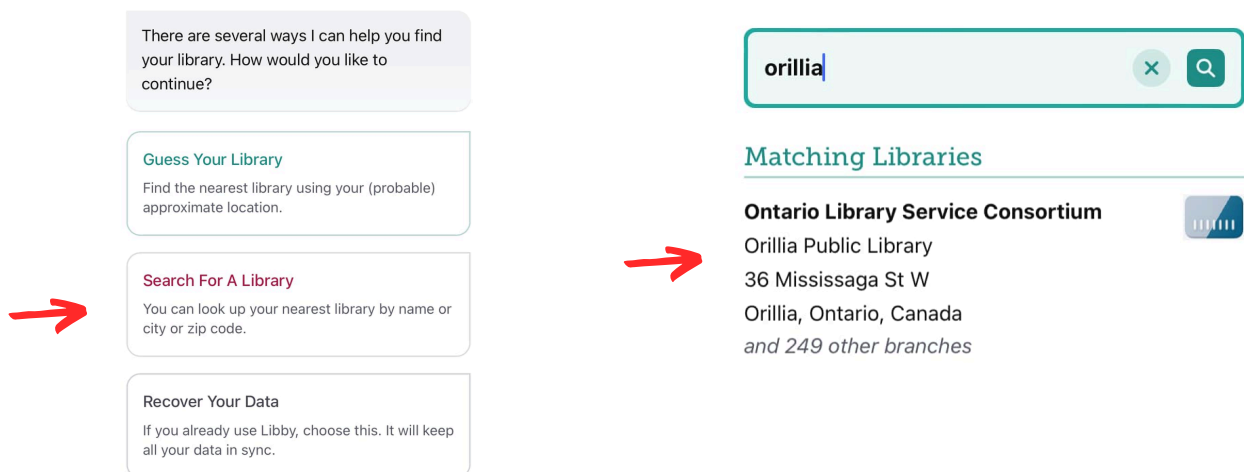 There are several ways I can help you find
your library. How would you like to
continue?
Guess Your Library
Find the nearest library using your (probable)
approximate location.
Search For A Library
You can look up your nearest library by name or
city or zip code.
Recover Your Data
If you already use Libby, choose this. It will keep
all your data in sync.
orillia
Matching Libraries
Ontario Library Service Consortium
Orillia Public Library
36 Mississaga St W
Orillia, Ontario, Canada
and 249 other branches